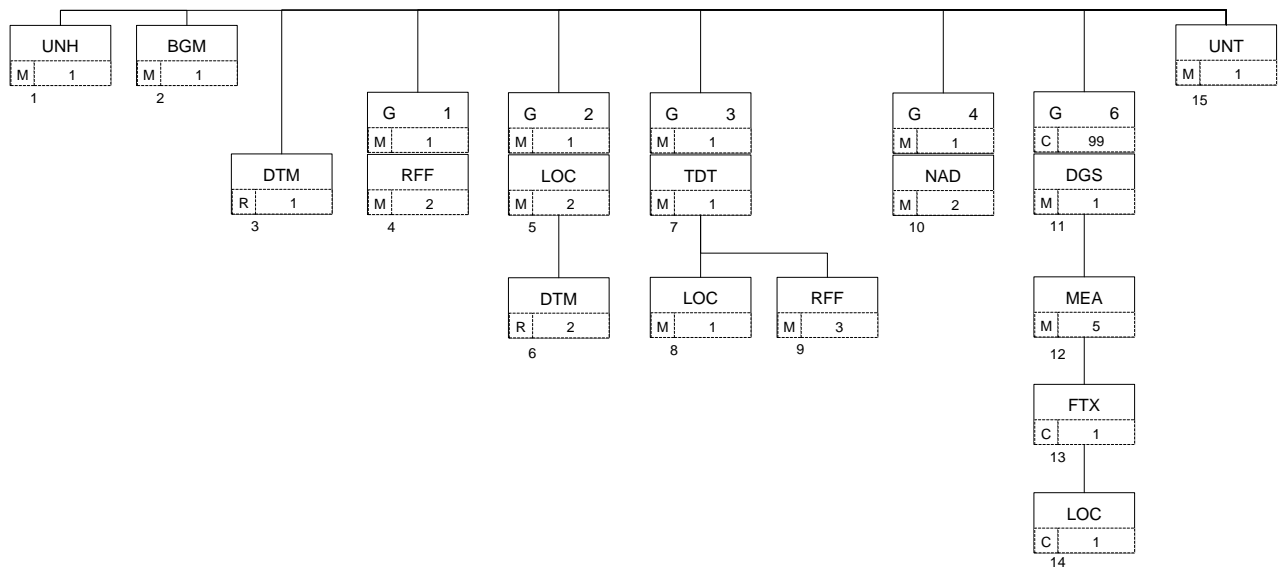 UNH
M 1
1
BGM
M 1
2
DTM
R 1
3
G 1
M 1
RFF
M 2
4
G 2
M 1
LOC
M 2
5
DTM
R 2
6
G 3
M 1
TDT
M 1
7
LOC
M 1
8
RFF
M 3
9
G 4
M 1
NAD
M 2
10
G 6
C 99
DGS
M 1
11
MEA
M 5
12
FTX
C 1
13
LOC
C 1
14
UNT
M 1
15